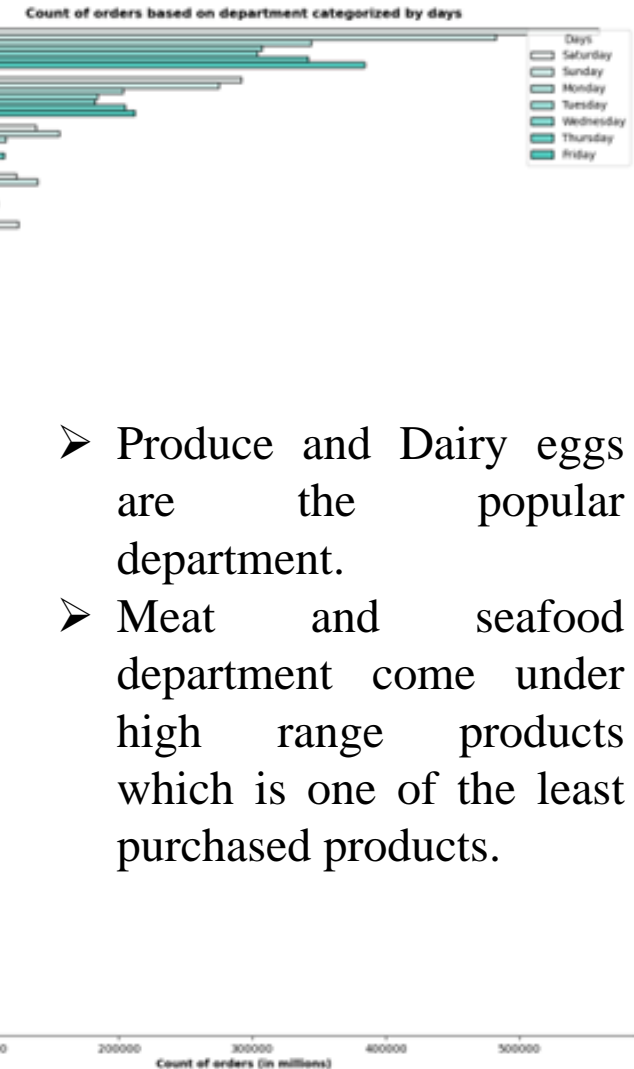 Count of orders based on department categorized by days
Days
Saturday
Sunday
Monday
Tuesday
Wednesday
Thursday
Friday
➢ Produce and Dairy eggs
are the popular
department.
➢ Meat and seafood
department come under
high range products
which is one of the least
purchased products.
0 200000 300000 400000 500000
Count of orders (in millions)